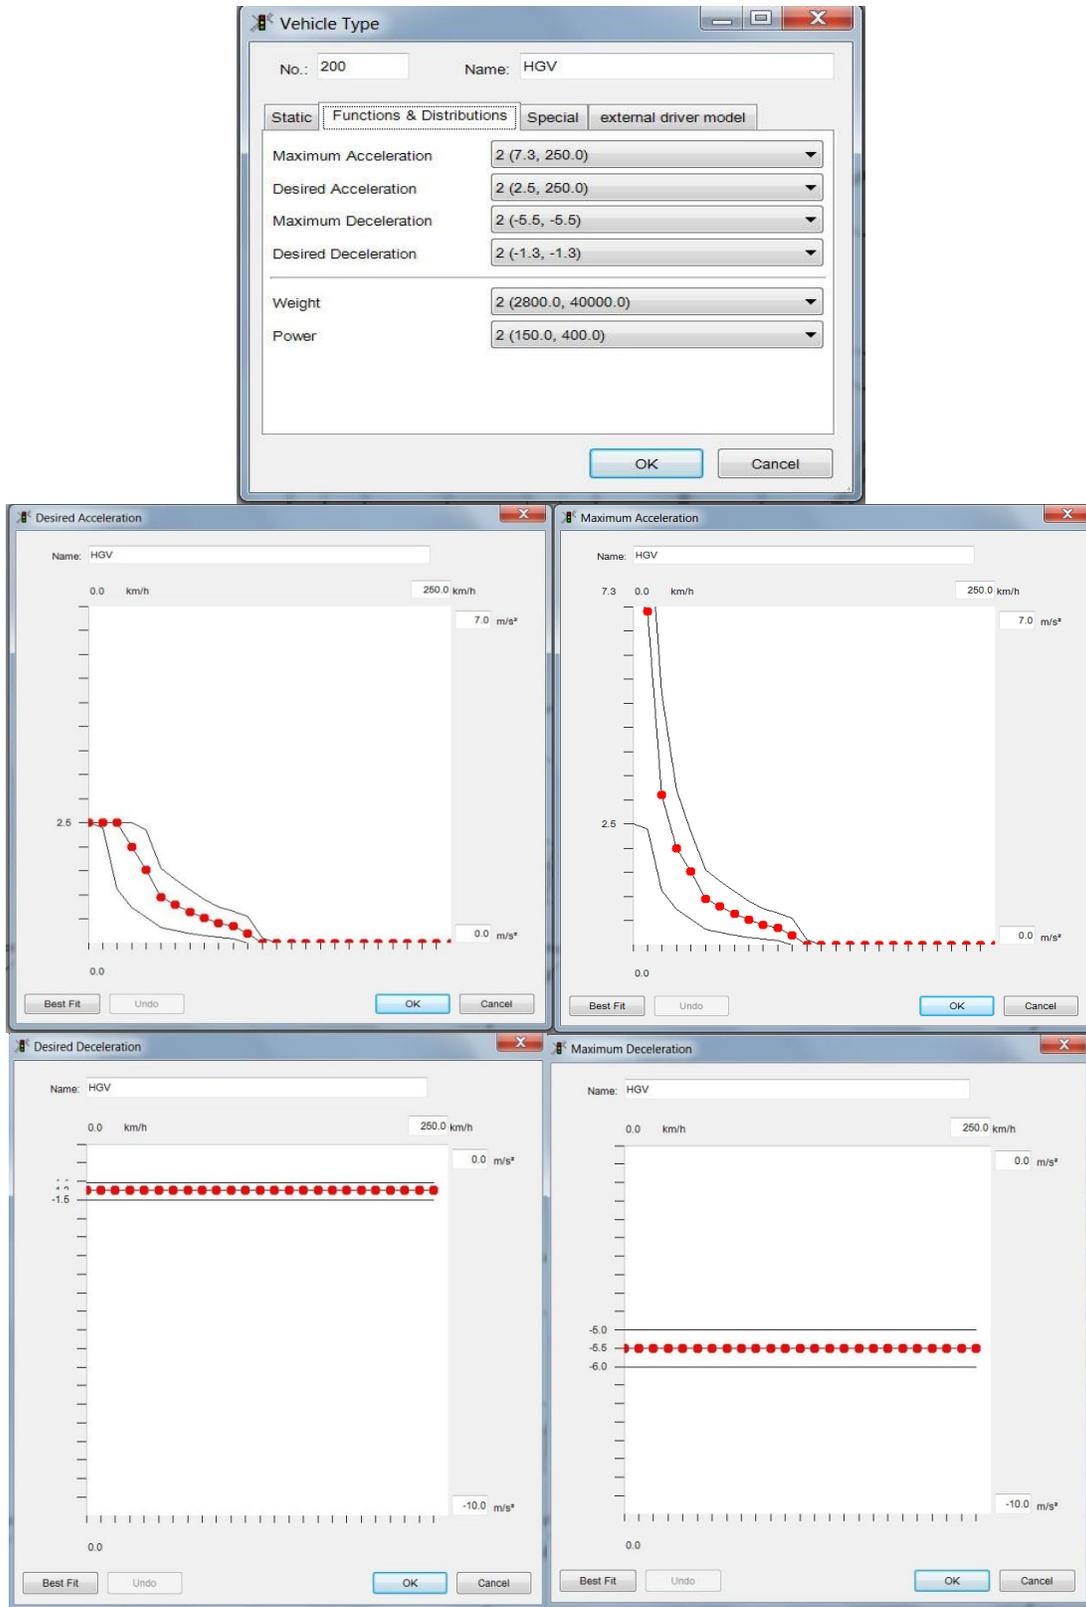 Vehicle Type
No.: 200 Name: HGV
Static Functions & Distributions Special external driver model
Maximum Acceleration 2 (7.3, 250.0)
Desired Acceleration 2 (2.5, 250.0)
Maximum Deceleration 2 (-5.5, -5.5)
Desired Deceleration 2 (-1.3, -1.3)
Weight 2 (2800.0, 40000.0)
Power 2 (150.0, 400.0)
OK Cancel
Desired Acceleration
Name: HGV
0.0 km/h 250.0 km/h
7.0 m/s²
2.5
0.0 m/s²
0.0
Best Fit Undo OK Cancel
Maximum Acceleration
Name: HGV
7.3 0.0 km/h 250.0 km/h
7.0 m/s²
2.5
0.0 m/s²
0.0
Best Fit Undo OK Cancel
Desired Deceleration
Name: HGV
0.0 km/h 250.0 km/h
0.0 m/s²
-1.5
-10.0 m/s²
0.0
Best Fit Undo OK Cancel
Maximum Deceleration
Name: HGV
0.0 km/h 250.0 km/h
0.0 m/s²
-5.0
-5.5
-6.0
-10.0 m/s²
0.0
Best Fit Undo OK Cancel